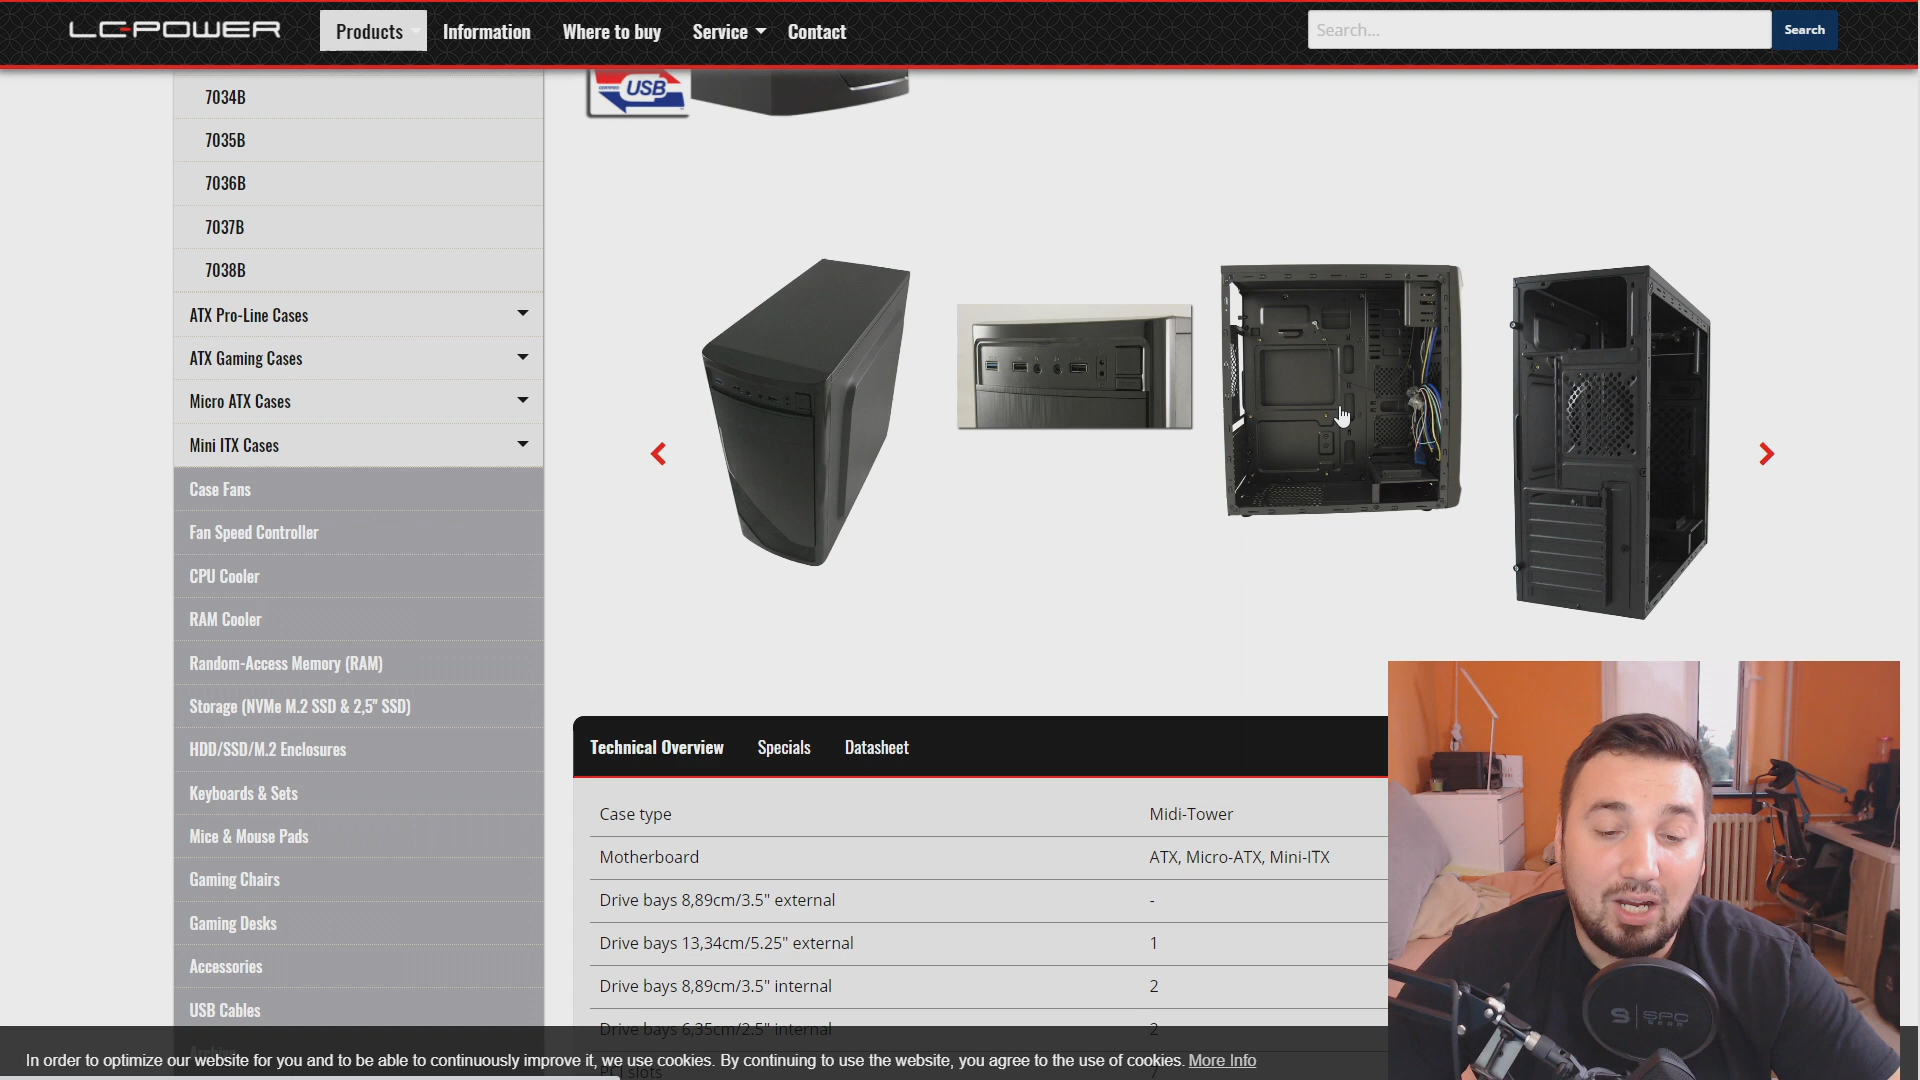 LC-POWER
Products
Information
Where to buy
Service
Contact
Search...
Search
CERTIFIED
USB
7034B
7035B
7036B
7037B
7038B
ATX Pro-Line Cases
ATX Gaming Cases
Micro ATX Cases
Mini ITX Cases
Case Fans
Fan Speed Controller
CPU Cooler
RAM Cooler
Random-Access Memory (RAM)
Storage (NVMe M.2 SSD & 2,5" SSD)
HDD/SSD/M.2 Enclosures
Keyboards & Sets
Mice & Mouse Pads
Gaming Chairs
Gaming Desks
Accessories
USB Cables
Technical Overview
Specials
Datasheet
Case type Midi-Tower
Motherboard ATX, Micro-ATX, Mini-ITX
Drive bays 8,89cm/3.5" external -
Drive bays 13,34cm/5.25" external 1
Drive bays 8,89cm/3.5" internal 2
Drive bays 6,35cm/2.5" internal 2
PCI slots 7
In order to optimize our website for you and to be able to continuously improve it, we use cookies. By continuing to use the website, you agree to the use of cookies. More Info
SPC
GEAR